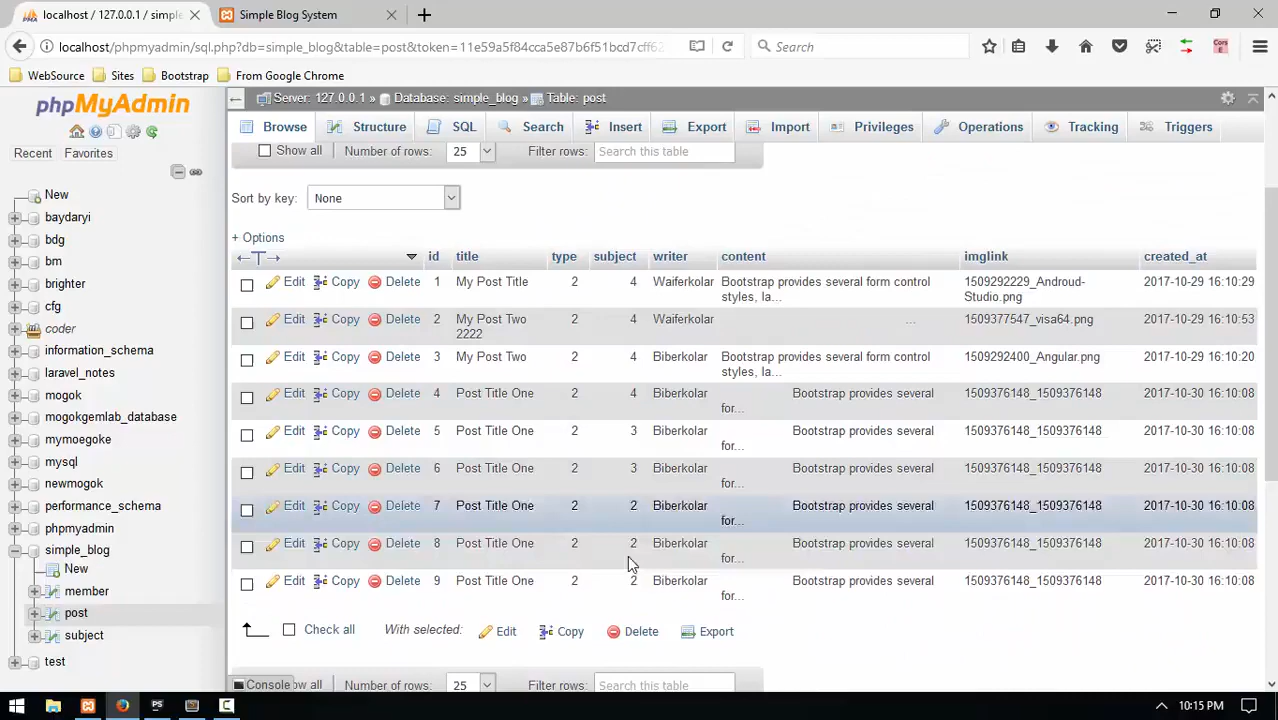 localhost / 127.0.0.1 / simple
Simple Blog System
localhost/phpmyadmin/sql.php?db=simple_blog&table=post&token=11e59a5f84cca5e87b6f51bcd7cff62
Search
WebSource
Sites
Bootstrap
From Google Chrome
phpMyAdmin
Recent
Favorites
New
baydaryi
bdg
bm
brighter
cfg
coder
information_schema
laravel_notes
mogok
mogokgemlab_database
mymoegoke
mysql
newmogok
performance_schema
phpmyadmin
simple_blog
New
member
post
subject
test
Server: 127.0.0.1 » Database: simple_blog » Table: post
Browse Structure SQL Search Insert Export Import Privileges Operations Tracking Triggers
Show all Number of rows: 25 Filter rows: Search this table
Sort by key: None
+ Options
id title type subject writer content imglink created_at
Edit Copy Delete 1 My Post Title 2 4 Waiferkolar Bootstrap provides several form control styles, la... 1509292229_Androud-Studio.png 2017-10-29 16:10:29
Edit Copy Delete 2 My Post Two 2222 2 4 Waiferkolar ... 1509377547_visa64.png 2017-10-29 16:10:53
Edit Copy Delete 3 My Post Two 2 4 Biberkolar Bootstrap provides several form control styles, la... 1509292400_Angular.png 2017-10-29 16:10:20
Edit Copy Delete 4 Post Title One 2 4 Biberkolar Bootstrap provides several for... 1509376148_1509376148 2017-10-30 16:10:08
Edit Copy Delete 5 Post Title One 2 3 Biberkolar Bootstrap provides several for... 1509376148_1509376148 2017-10-30 16:10:08
Edit Copy Delete 6 Post Title One 2 3 Biberkolar Bootstrap provides several for... 1509376148_1509376148 2017-10-30 16:10:08
Edit Copy Delete 7 Post Title One 2 2 Biberkolar Bootstrap provides several for... 1509376148_1509376148 2017-10-30 16:10:08
Edit Copy Delete 8 Post Title One 2 2 Biberkolar Bootstrap provides several for... 1509376148_1509376148 2017-10-30 16:10:08
Edit Copy Delete 9 Post Title One 2 2 Biberkolar Bootstrap provides several for... 1509376148_1509376148 2017-10-30 16:10:08
Check all With selected: Edit Copy Delete Export
Console ow all Number of rows: 25 Filter rows: Search this table
10:15 PM